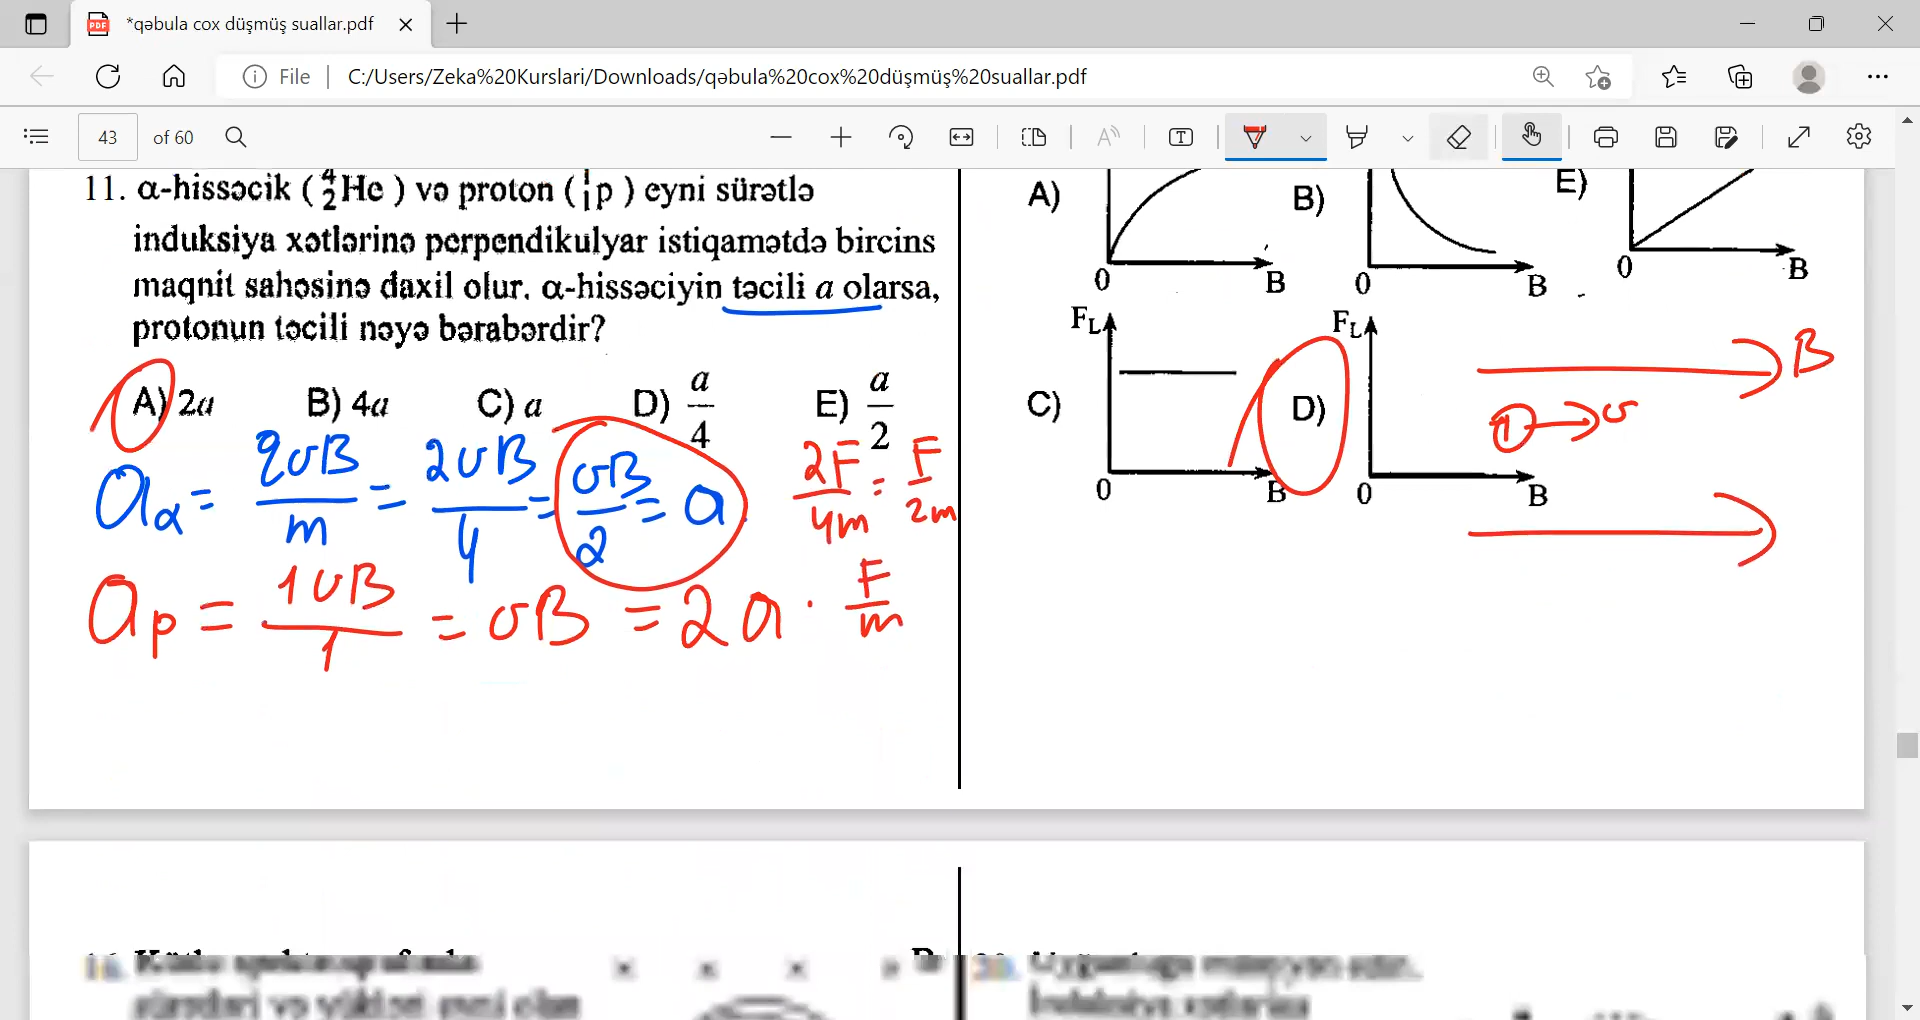 *qəbula cox düşmüş suallar.pdf
File C:/Users/Zeka%20Kurslari/Downloads/qəbula%20cox%20düşmüş%20suallar.pdf
43 of 60
11. α-hissəcik ( ⁴₂He ) və proton ( ¹₁p ) eyni sürətlə
induksiya xətlərinə perpendikulyar istiqamətdə bircins
maqnit sahəsinə daxil olur. α-hissəciyin təcili a olarsa,
protonun təcili nəyə bərabərdir?
A) 2a B) 4a C) a D) a/4 E) a/2
aα = qυB/m = 2υB/4 = υB/2 = a
2F/4m = F/2m
ap = 1υB/1 = υB = 2a · F/m
A) 0 B
B) 0 B
E) 0 B
C) FL 0 B
D) FL 0 B
B
υ